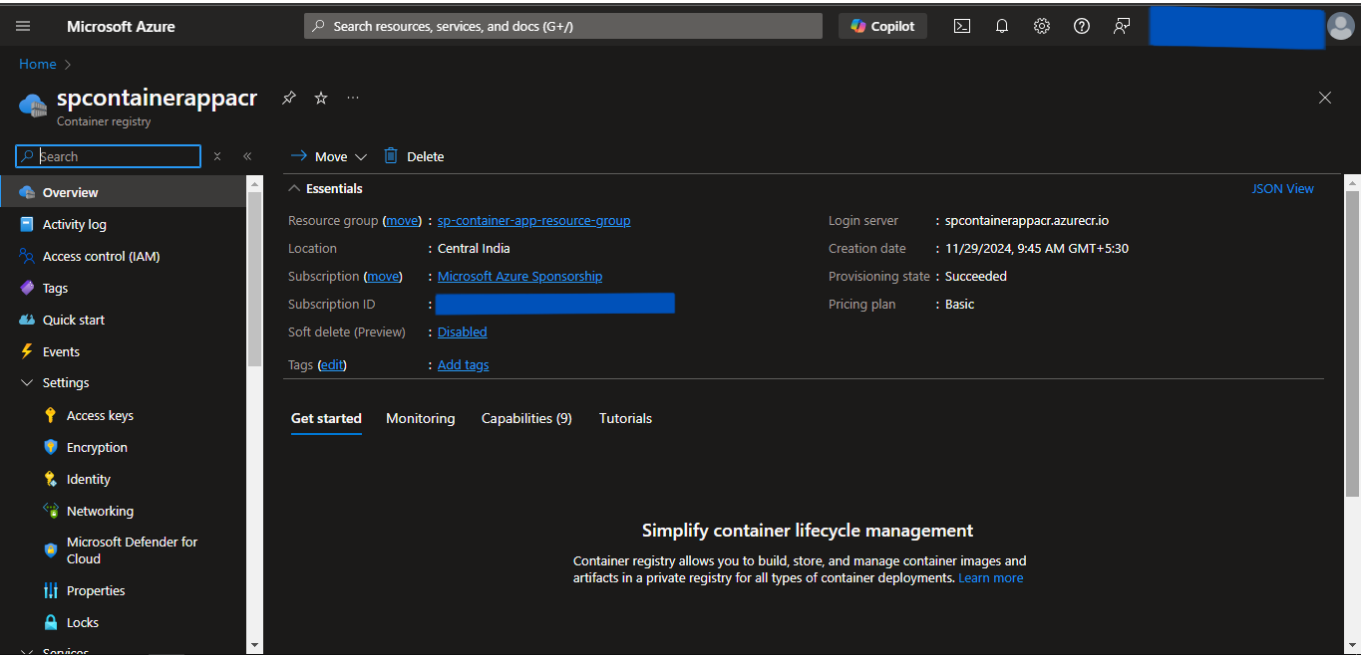 Microsoft Azure
Search resources, services, and docs (G+/)
Copilot
Home >
spcontainerappacr
Container registry
Search
Overview
Activity log
Access control (IAM)
Tags
Quick start
Events
Settings
Access keys
Encryption
Identity
Networking
Microsoft Defender for
Cloud
Properties
Locks
Services
Move
Delete
Essentials
JSON View
Resource group (move) : sp-container-app-resource-group
Location : Central India
Subscription (move) : Microsoft Azure Sponsorship
Subscription ID :
Soft delete (Preview) : Disabled
Tags (edit) : Add tags
Login server : spcontainerappacr.azurecr.io
Creation date : 11/29/2024, 9:45 AM GMT+5:30
Provisioning state : Succeeded
Pricing plan : Basic
Get started Monitoring Capabilities (9) Tutorials
Simplify container lifecycle management
Container registry allows you to build, store, and manage container images and
artifacts in a private registry for all types of container deployments. Learn more